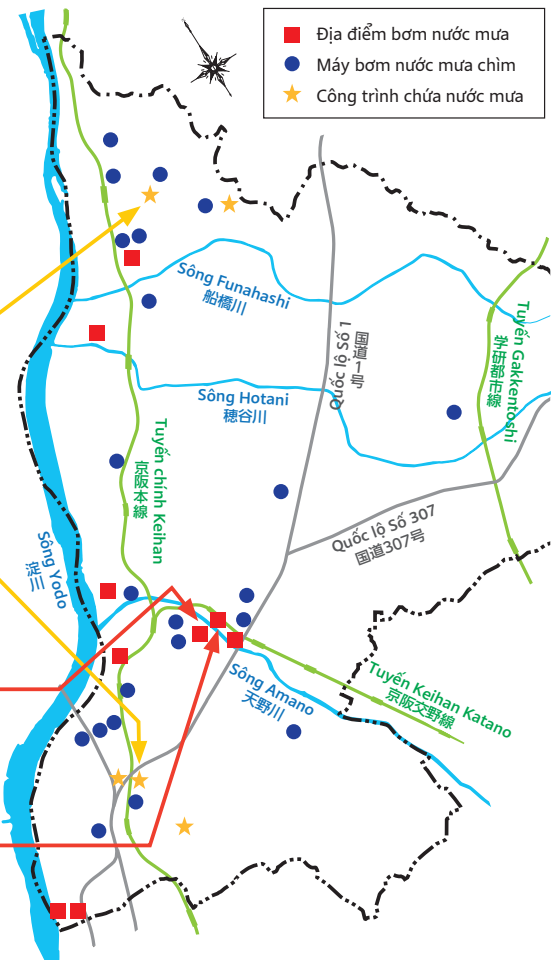 Địa điểm bơm nước mưa
Máy bơm nước mưa chìm
Công trình chứa nước mưa
Sông Funahashi
船橋川
Quốc lộ Số 1
国道1号
Tuyến Gakkentoshi
学研都市線
Sông Hotani
穂谷川
Tuyến chính Keihan
京阪本線
Quốc lộ Số 307
国道307号
Sông Yodo
淀川
Sông Amano
天野川
Tuyến Keihan Katano
京阪交野線